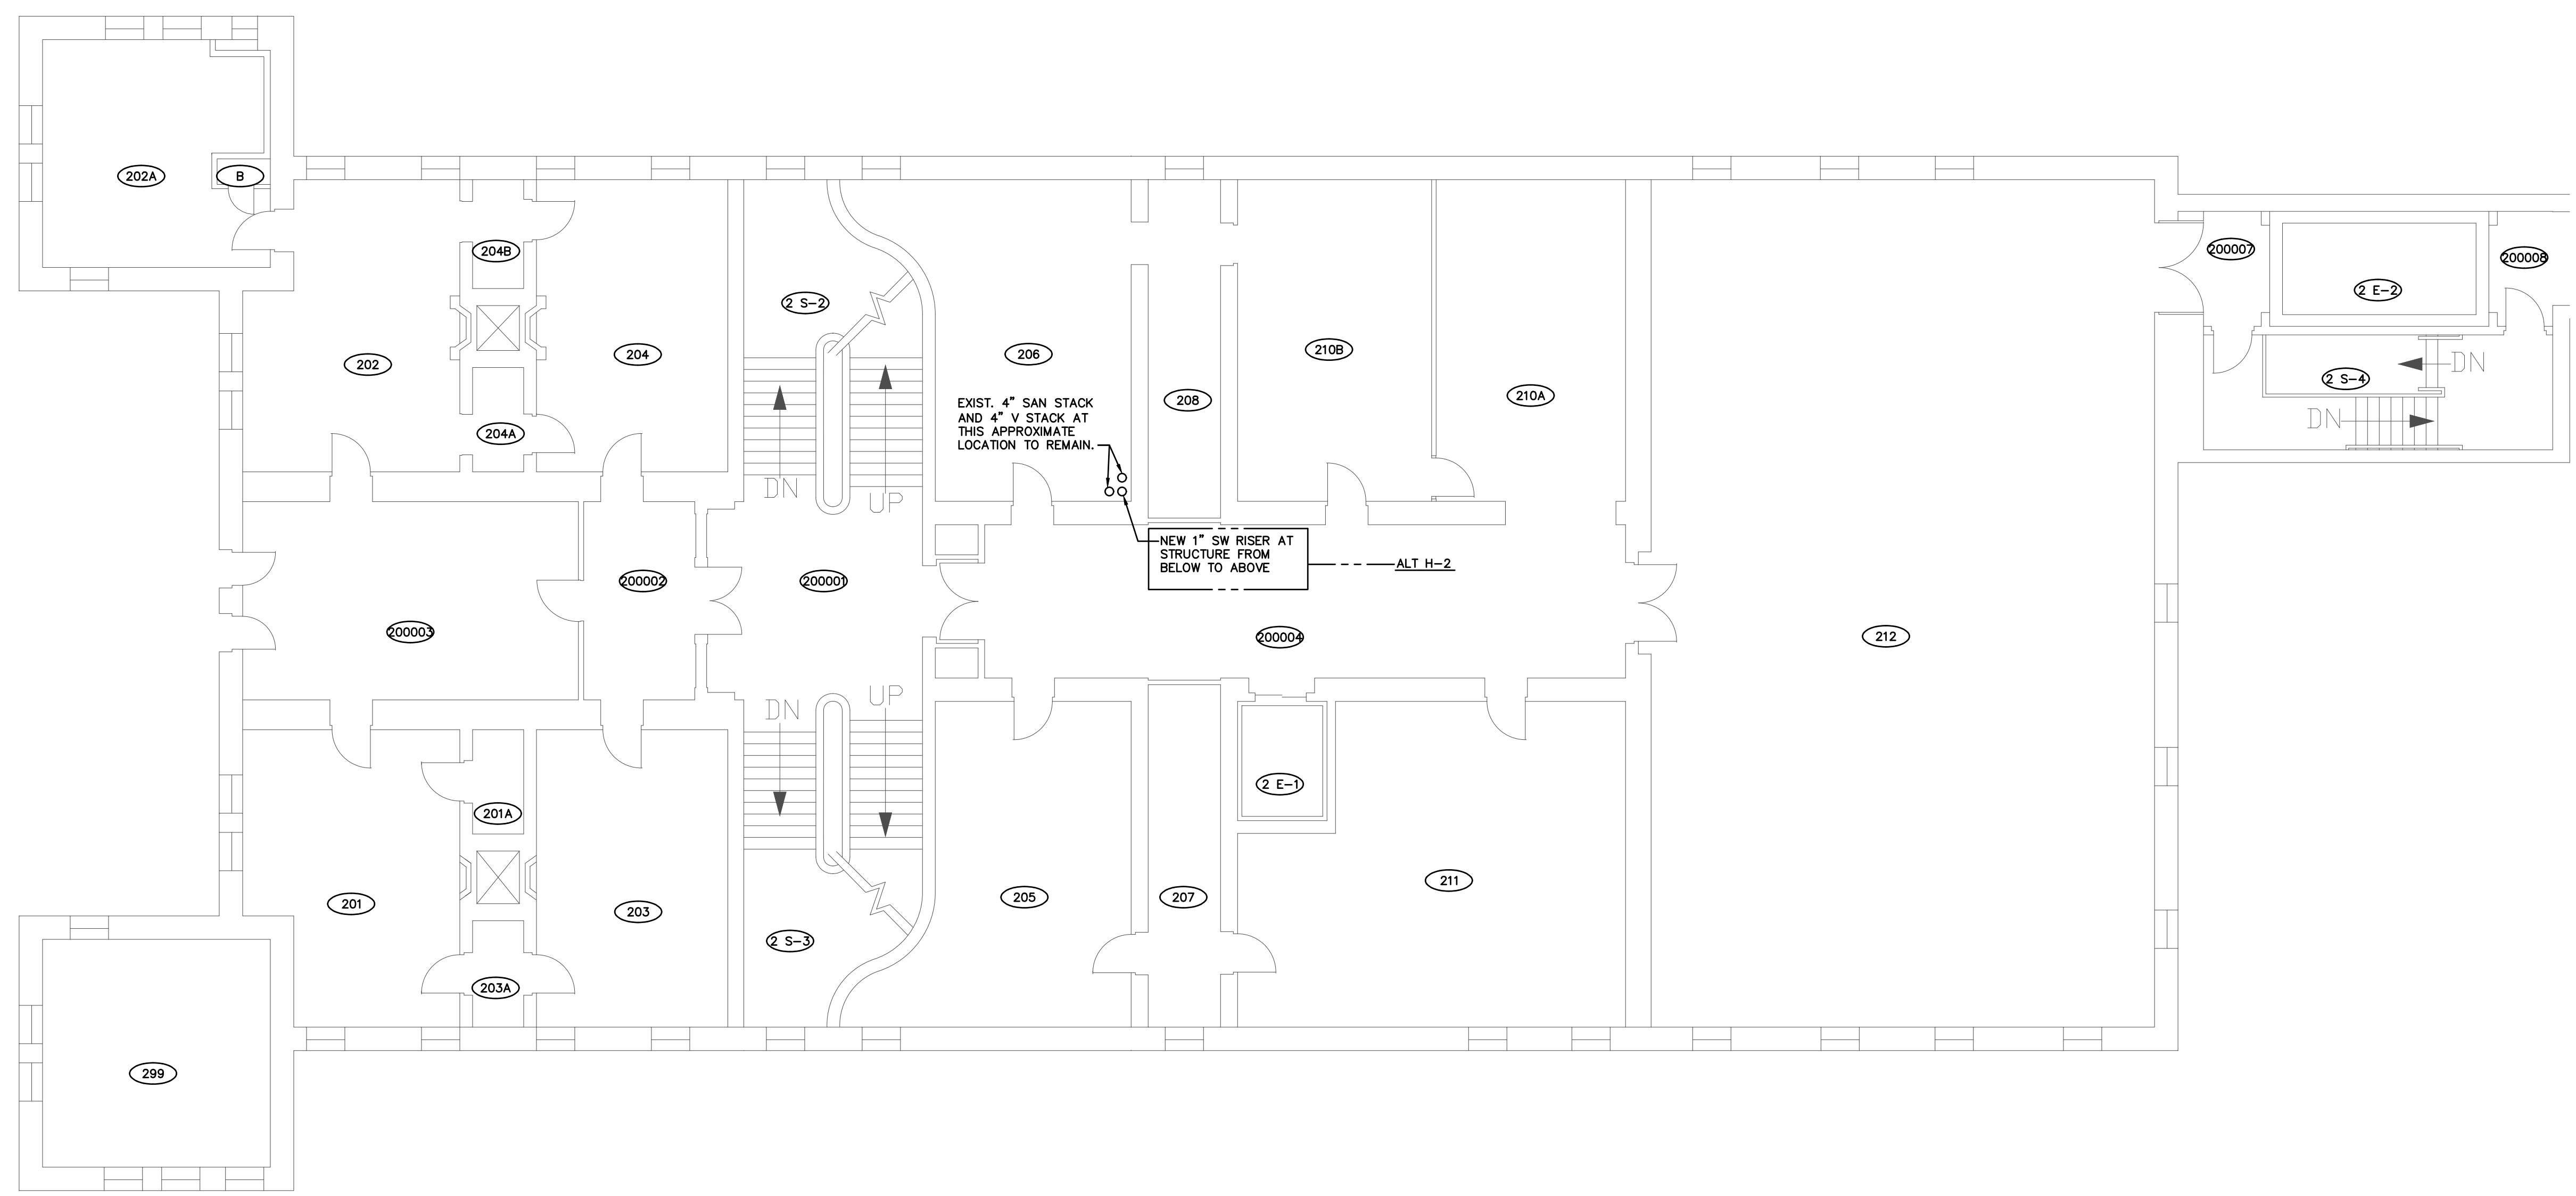 202A
B
204B
200007
200008
2 E-2
2 S-2
202
204
206
210B
DN
2 S-4
DN
208
210A
EXIST. 4" SAN STACK
AND 4" V STACK AT
THIS APPROXIMATE
LOCATION TO REMAIN.
204A
DN
UP
NEW 1" SW RISER AT
STRUCTURE FROM
BELOW TO ABOVE
ALT H-2
200002
200001
200003
200004
212
DN
UP
2 E-1
201A
201
203
205
207
211
2 S-3
203A
299